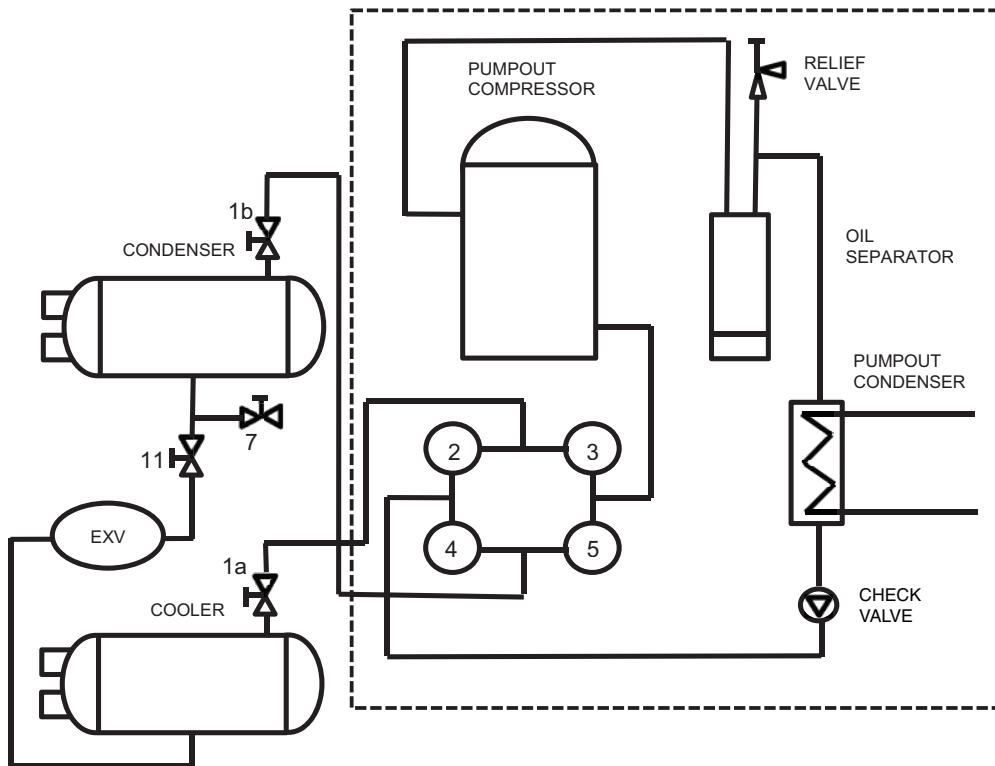 PUMPOUT
COMPRESSOR
RELIEF
VALVE
1b
CONDENSER
OIL
SEPARATOR
PUMPOUT
CONDENSER
7
11
2
3
EXV
4
5
1a
COOLER
CHECK
VALVE